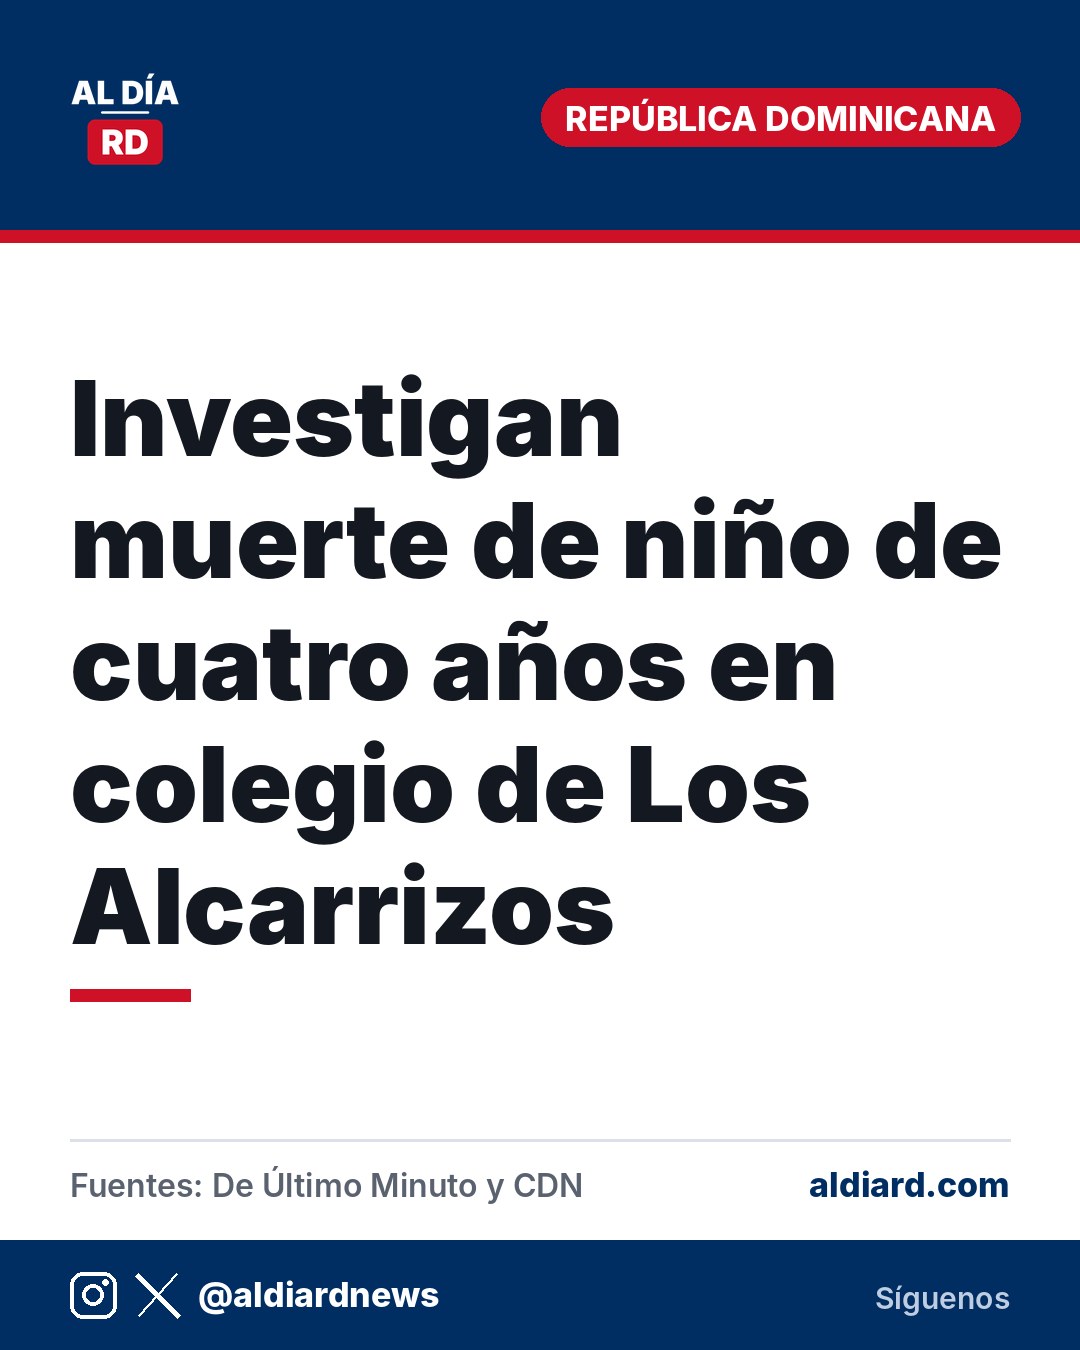 AL DÍA
RD
REPÚBLICA DOMINICANA
Investigan
muerte de niño de
cuatro años en
colegio de Los
Alcarrizos
Fuentes: De Último Minuto y CDN
aldiard.com
@aldiardnews
Síguenos